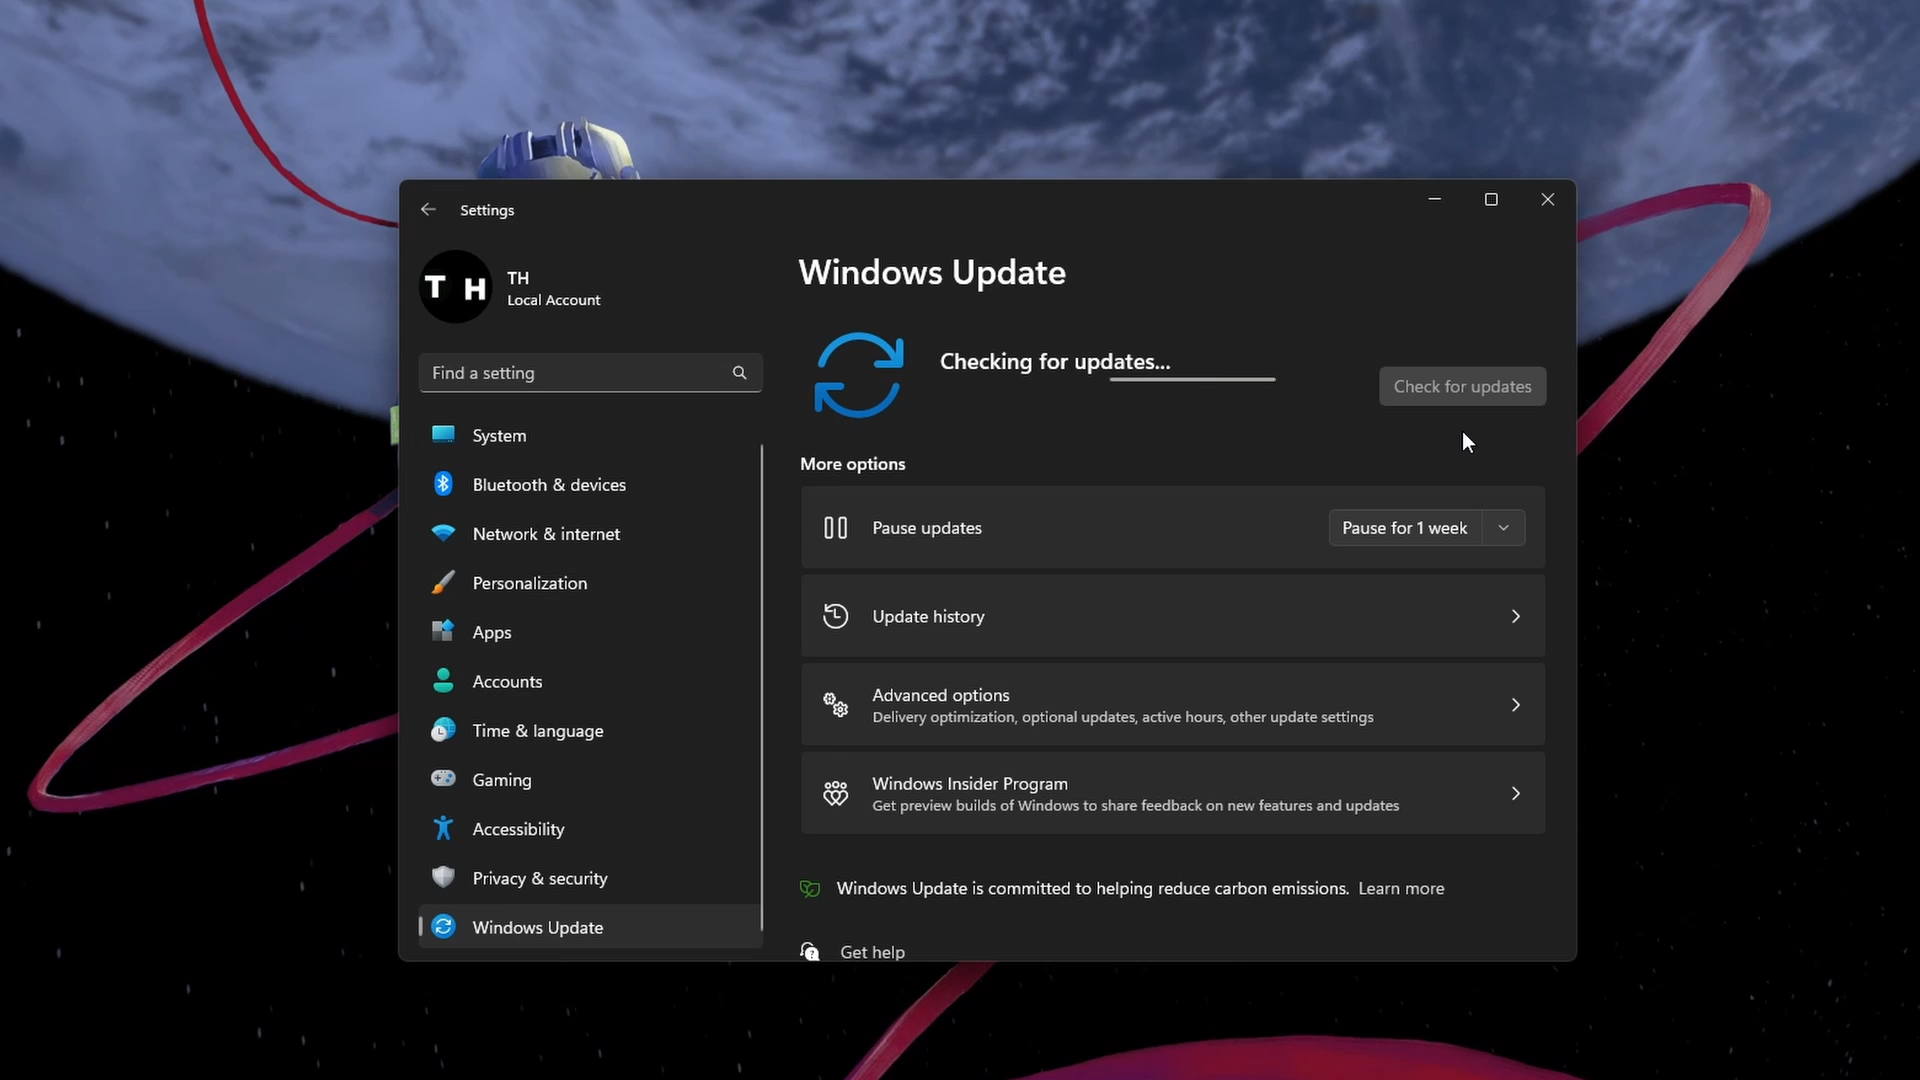 Settings
T H
TH
Local Account
Find a setting
System
Bluetooth & devices
Network & internet
Personalization
Apps
Accounts
Time & language
Gaming
Accessibility
Privacy & security
Windows Update
Windows Update
Checking for updates...
Check for updates
More options
Pause updates
Pause for 1 week
Update history
Advanced options
Delivery optimization, optional updates, active hours, other update settings
Windows Insider Program
Get preview builds of Windows to share feedback on new features and updates
Windows Update is committed to helping reduce carbon emissions. Learn more
Get help